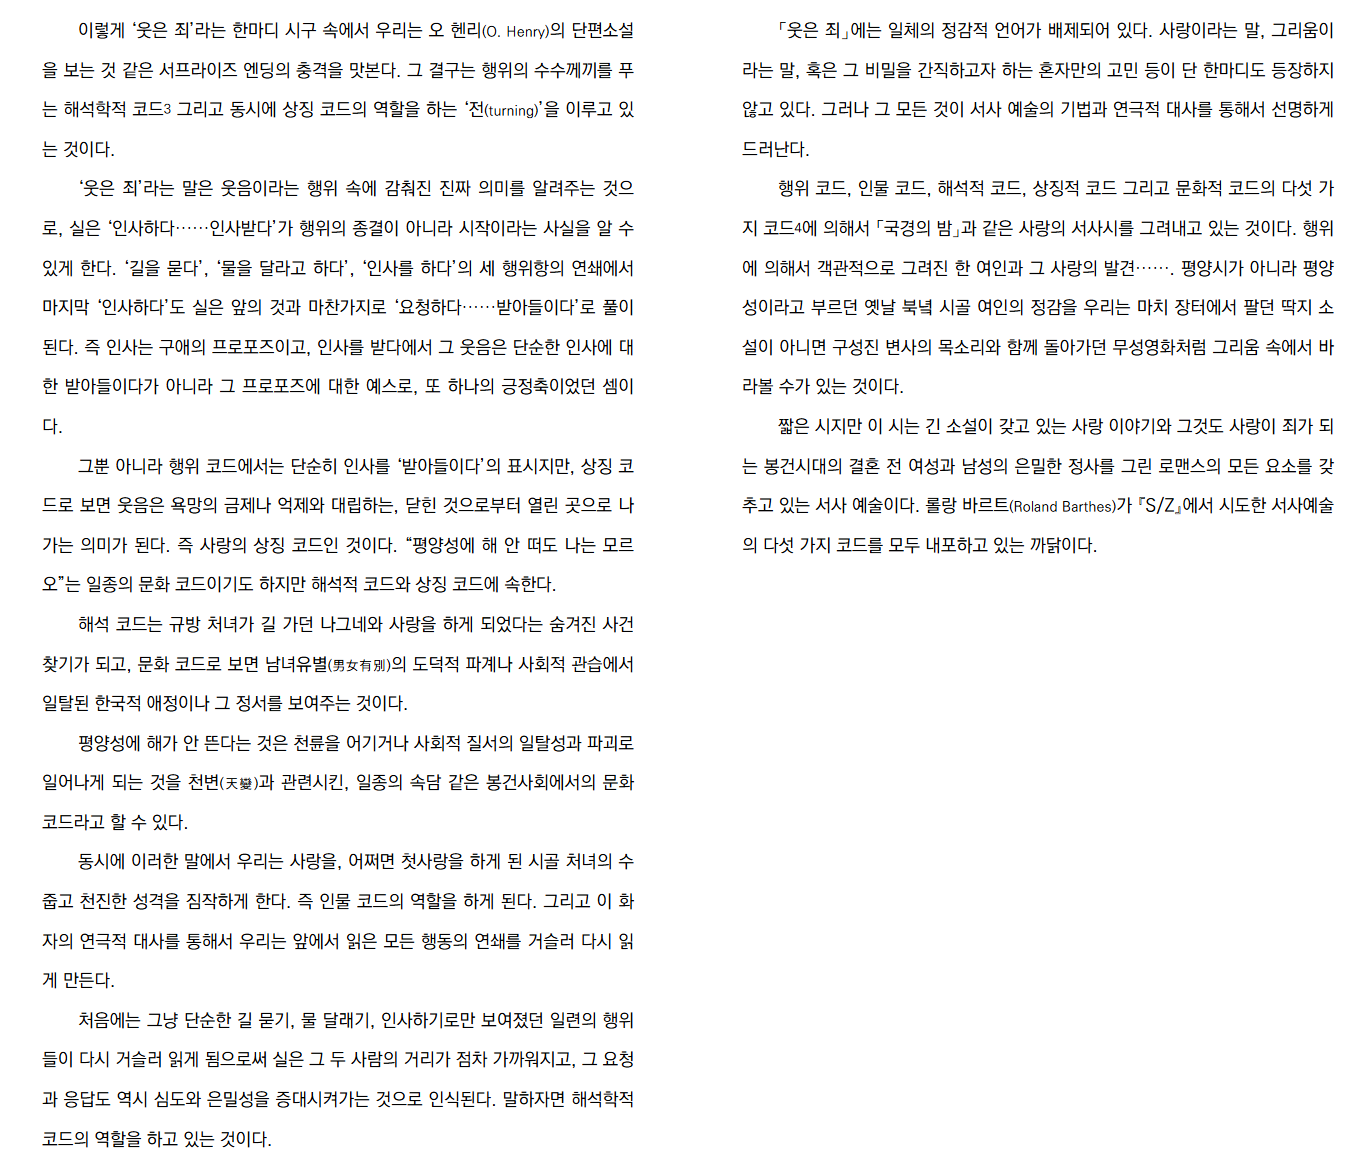 이렇게 ‘웃은 죄’라는 한마디 시구 속에서 우리는 오 헨리(O. Henry)의 단편소설
을 보는 것 같은 서프라이즈 엔딩의 충격을 맛본다. 그 결구는 행위의 수수께끼를 푸
는 해석학적 코드3 그리고 동시에 상징 코드의 역할을 하는 ‘전(turning)’을 이루고 있
는 것이다.
‘웃은 죄’라는 말은 웃음이라는 행위 속에 감춰진 진짜 의미를 알려주는 것으
로, 실은 ‘인사하다……인사받다’가 행위의 종결이 아니라 시작이라는 사실을 알 수
있게 한다. ‘길을 묻다’, ‘물을 달라고 하다’, ‘인사를 하다’의 세 행위항의 연쇄에서
마지막 ‘인사하다’도 실은 앞의 것과 마찬가지로 ‘요청하다……받아들이다’로 풀이
된다. 즉 인사는 구애의 프로포즈이고, 인사를 받다에서 그 웃음은 단순한 인사에 대
한 받아들이다가 아니라 그 프로포즈에 대한 예스로, 또 하나의 긍정축이었던 셈이
다.
그뿐 아니라 행위 코드에서는 단순히 인사를 ‘받아들이다’의 표시지만, 상징 코
드로 보면 웃음은 욕망의 금제나 억제와 대립하는, 닫힌 것으로부터 열린 곳으로 나
가는 의미가 된다. 즉 사랑의 상징 코드인 것이다. “평양성에 해 안 떠도 나는 모르
오”는 일종의 문화 코드이기도 하지만 해석적 코드와 상징 코드에 속한다.
해석 코드는 규방 처녀가 길 가던 나그네와 사랑을 하게 되었다는 숨겨진 사건
찾기가 되고, 문화 코드로 보면 남녀유별(男女有別)의 도덕적 파계나 사회적 관습에서
일탈된 한국적 애정이나 그 정서를 보여주는 것이다.
평양성에 해가 안 뜬다는 것은 천륜을 어기거나 사회적 질서의 일탈성과 파괴로
일어나게 되는 것을 천변(天變)과 관련시킨, 일종의 속담 같은 봉건사회에서의 문화
코드라고 할 수 있다.
동시에 이러한 말에서 우리는 사랑을, 어쩌면 첫사랑을 하게 된 시골 처녀의 수
줍고 천진한 성격을 짐작하게 한다. 즉 인물 코드의 역할을 하게 된다. 그리고 이 화
자의 연극적 대사를 통해서 우리는 앞에서 읽은 모든 행동의 연쇄를 거슬러 다시 읽
게 만든다.
처음에는 그냥 단순한 길 묻기, 물 달래기, 인사하기로만 보여졌던 일련의 행위
들이 다시 거슬러 읽게 됨으로써 실은 그 두 사람의 거리가 점차 가까워지고, 그 요청
과 응답도 역시 심도와 은밀성을 증대시켜가는 것으로 인식된다. 말하자면 해석학적
코드의 역할을 하고 있는 것이다.
「웃은 죄」에는 일체의 정감적 언어가 배제되어 있다. 사랑이라는 말, 그리움이
라는 말, 혹은 그 비밀을 간직하고자 하는 혼자만의 고민 등이 단 한마디도 등장하지
않고 있다. 그러나 그 모든 것이 서사 예술의 기법과 연극적 대사를 통해서 선명하게
드러난다.
행위 코드, 인물 코드, 해석적 코드, 상징적 코드 그리고 문화적 코드의 다섯 가
지 코드4에 의해서 「국경의 밤」과 같은 사랑의 서사시를 그려내고 있는 것이다. 행위
에 의해서 객관적으로 그려진 한 여인과 그 사랑의 발견……. 평양시가 아니라 평양
성이라고 부르던 옛날 북녘 시골 여인의 정감을 우리는 마치 장터에서 팔던 딱지 소
설이 아니면 구성진 변사의 목소리와 함께 돌아가던 무성영화처럼 그리움 속에서 바
라볼 수가 있는 것이다.
짧은 시지만 이 시는 긴 소설이 갖고 있는 사랑 이야기와 그것도 사랑이 죄가 되
는 봉건시대의 결혼 전 여성과 남성의 은밀한 정사를 그린 로맨스의 모든 요소를 갖
추고 있는 서사 예술이다. 롤랑 바르트(Roland Barthes)가 『S/Z』에서 시도한 서사예술
의 다섯 가지 코드를 모두 내포하고 있는 까닭이다.